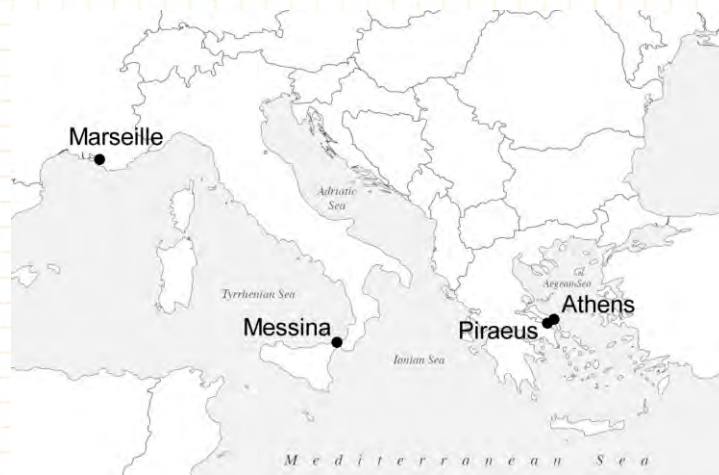 Marseille
Adriatic
Sea
Tyrrhenian Sea
Aegean Sea
Athens
Messina
Piraeus
Ionian Sea
Mediterranean Sea